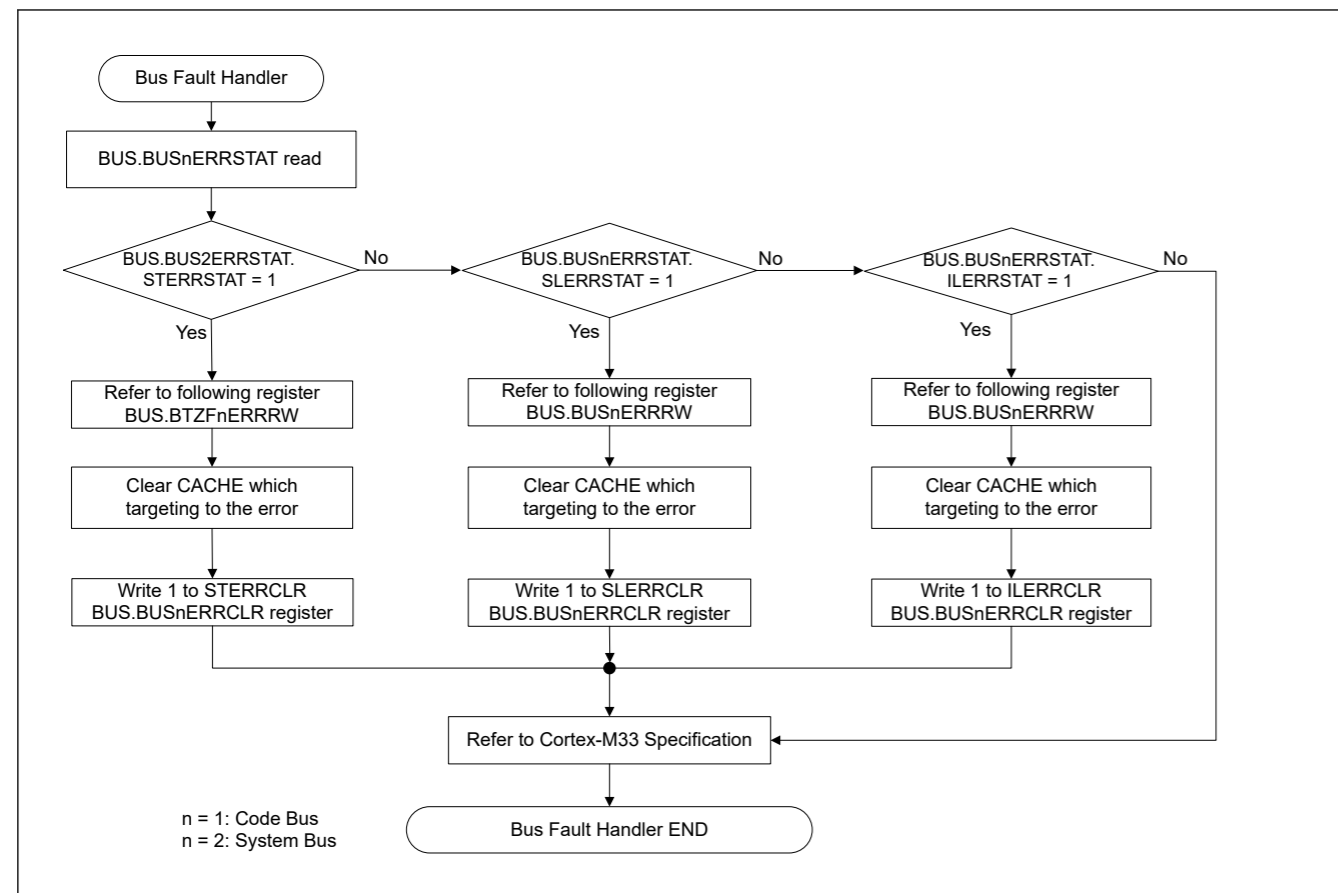 Bus Fault Handler
BUS.BUSnERRSTAT read
BUS.BUS2ERRSTAT.
STERRSTAT = 1
No
Yes
BUS.BUSnERRSTAT.
SLERRSTAT = 1
No
Yes
BUS.BUSnERRSTAT.
ILERRSTAT = 1
No
Yes
Refer to following register
BUS.BTZFnERRRW
Clear CACHE which
targeting to the error
Write 1 to STERRCLR
BUS.BUSnERRCLR register
Refer to following register
BUS.BUSnERRRW
Clear CACHE which
targeting to the error
Write 1 to SLERRCLR
BUS.BUSnERRCLR register
Refer to following register
BUS.BUSnERRRW
Clear CACHE which
targeting to the error
Write 1 to ILERRCLR
BUS.BUSnERRCLR register
Refer to Cortex-M33 Specification
Bus Fault Handler END
n = 1: Code Bus
n = 2: System Bus